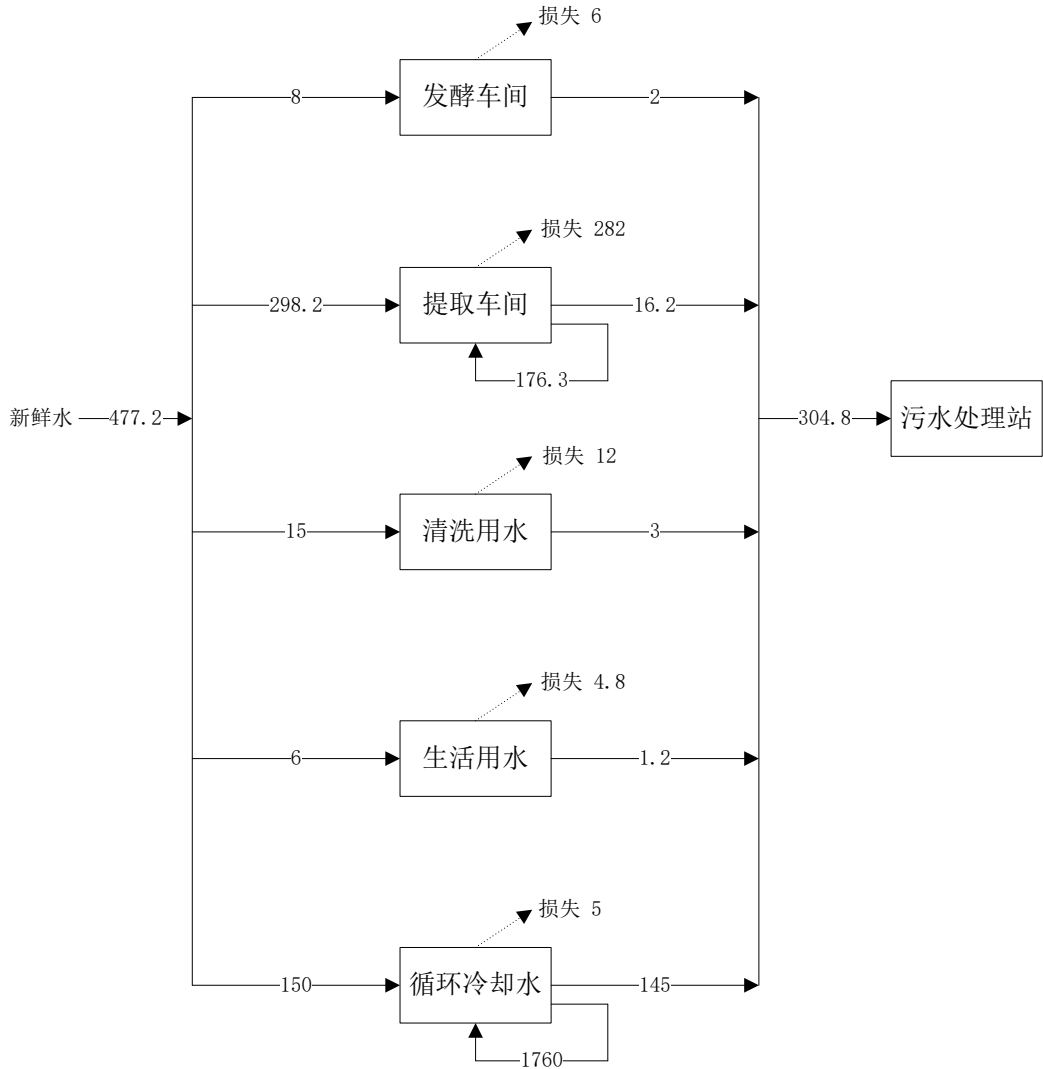 损失 6
8
发酵车间
2
损失 282
298.2
提取车间
16.2
176.3
新鲜水
477.2
304.8
污水处理站
损失 12
15
清洗用水
3
损失 4.8
6
生活用水
1.2
损失 5
150
循环冷却水
145
1760